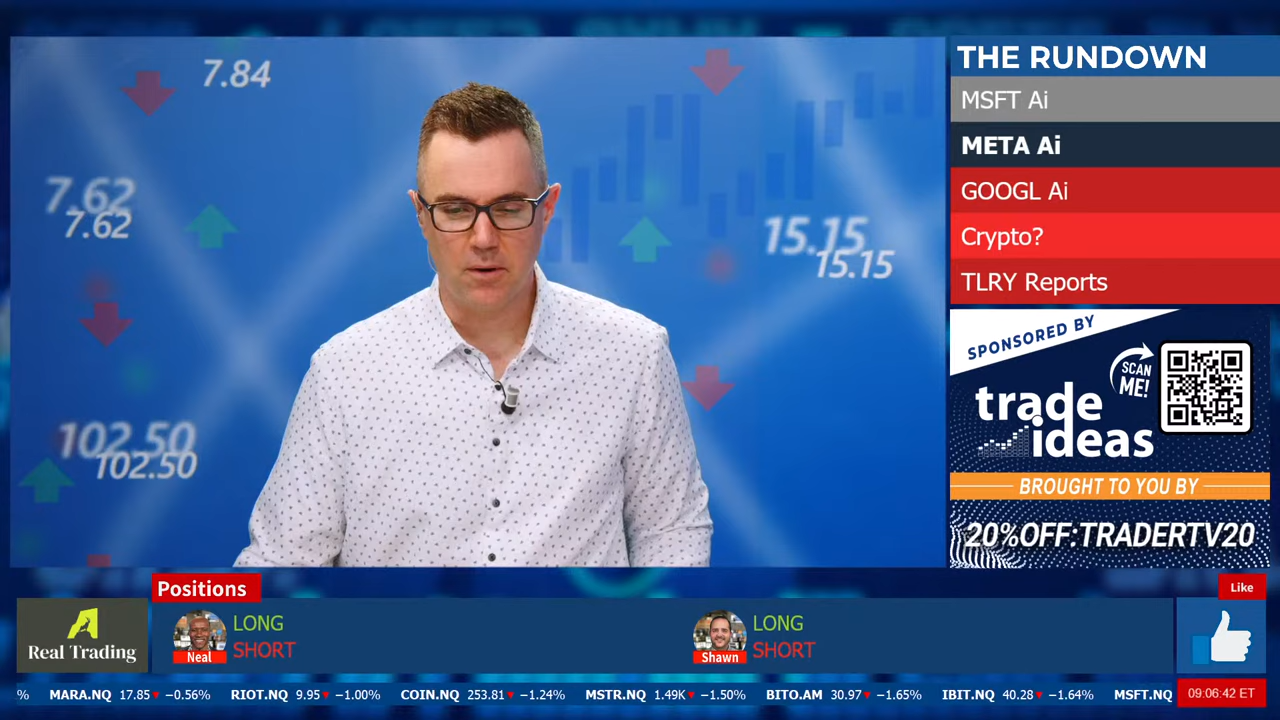 7.84
7.62
7.62
15.15
15.15
102.50
102.50
THE RUNDOWN
MSFT Ai
META Ai
GOOGL Ai
Crypto?
TLRY Reports
SPONSORED BY
SCAN
ME!
trade
ideas
BROUGHT TO YOU BY
20%OFF:TRADERTV20
Positions
Like
Real Trading
Neal
LONG
SHORT
Shawn
LONG
SHORT
% MARA.NQ 17.85▼ −0.56% RIOT.NQ 9.95▼ −1.00% COIN.NQ 253.81▼ −1.24% MSTR.NQ 1.49K▼ −1.50% BITO.AM 30.97▼ −1.65% IBIT.NQ 40.28▼ −1.64% MSFT.NQ
09:06:42 ET